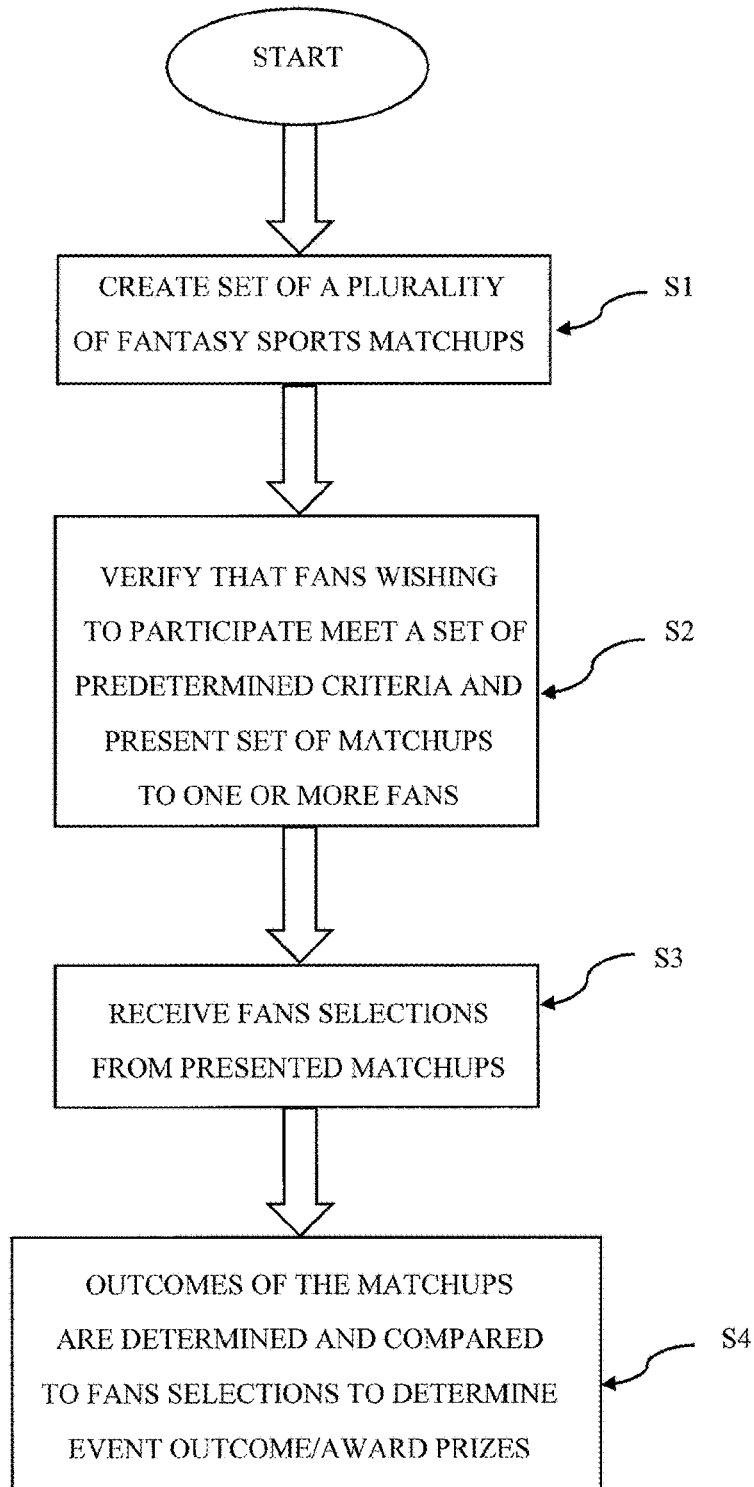 START
CREATE SET OF A PLURALITY
OF FANTASY SPORTS MATCHUPS
S1
VERIFY THAT FANS WISHING
TO PARTICIPATE MEET A SET OF
PREDETERMINED CRITERIA AND
PRESENT SET OF MATCHUPS
TO ONE OR MORE FANS
S2
RECEIVE FANS SELECTIONS
FROM PRESENTED MATCHUPS
S3
OUTCOMES OF THE MATCHUPS
ARE DETERMINED AND COMPARED
TO FANS SELECTIONS TO DETERMINE
EVENT OUTCOME/AWARD PRIZES
S4